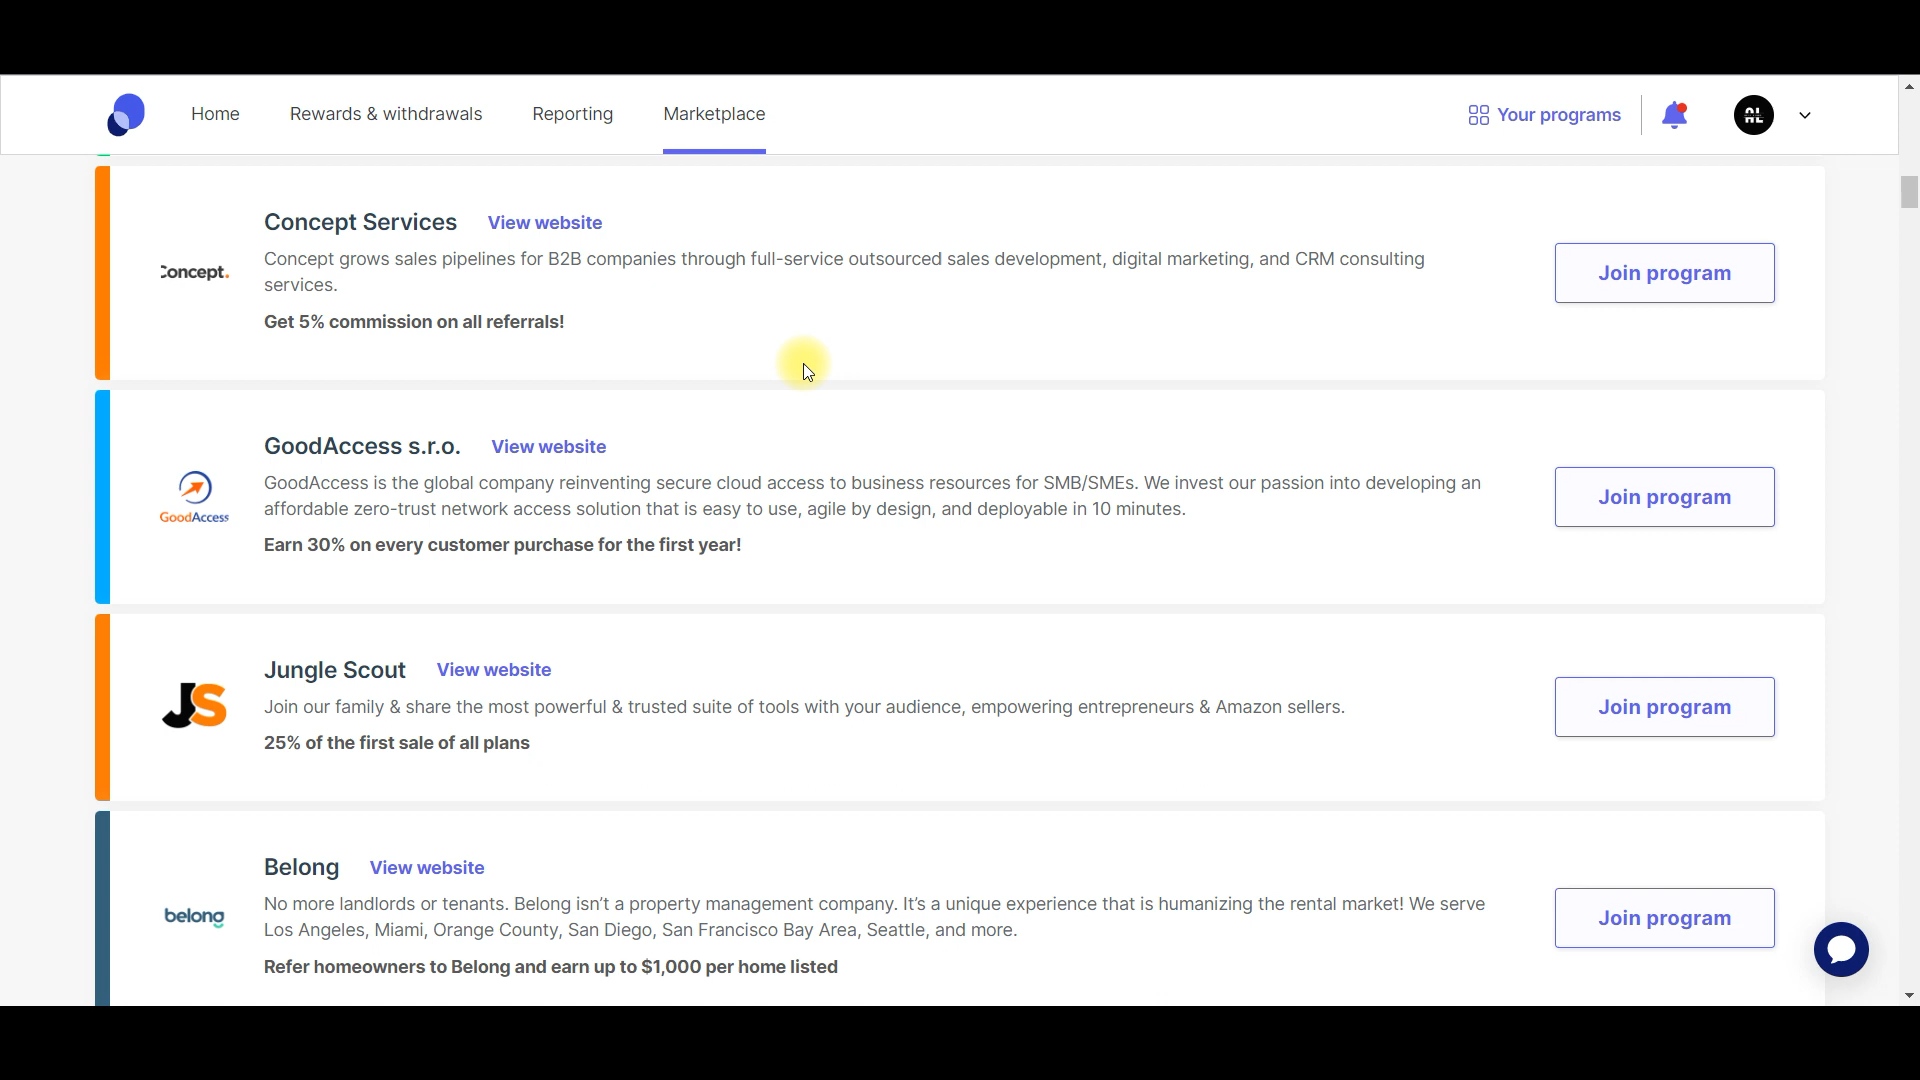 Home Rewards & withdrawals Reporting Marketplace Your programs AL
Concept Services View website
Concept.
Concept grows sales pipelines for B2B companies through full-service outsourced sales development, digital marketing, and CRM consulting
services.
Get 5% commission on all referrals!
Join program
GoodAccess s.r.o. View website
GoodAccess
GoodAccess is the global company reinventing secure cloud access to business resources for SMB/SMEs. We invest our passion into developing an
affordable zero-trust network access solution that is easy to use, agile by design, and deployable in 10 minutes.
Earn 30% on every customer purchase for the first year!
Join program
Jungle Scout View website
JS
Join our family & share the most powerful & trusted suite of tools with your audience, empowering entrepreneurs & Amazon sellers.
25% of the first sale of all plans
Join program
Belong View website
belong
No more landlords or tenants. Belong isn't a property management company. It's a unique experience that is humanizing the rental market! We serve
Los Angeles, Miami, Orange County, San Diego, San Francisco Bay Area, Seattle, and more.
Refer homeowners to Belong and earn up to $1,000 per home listed
Join program